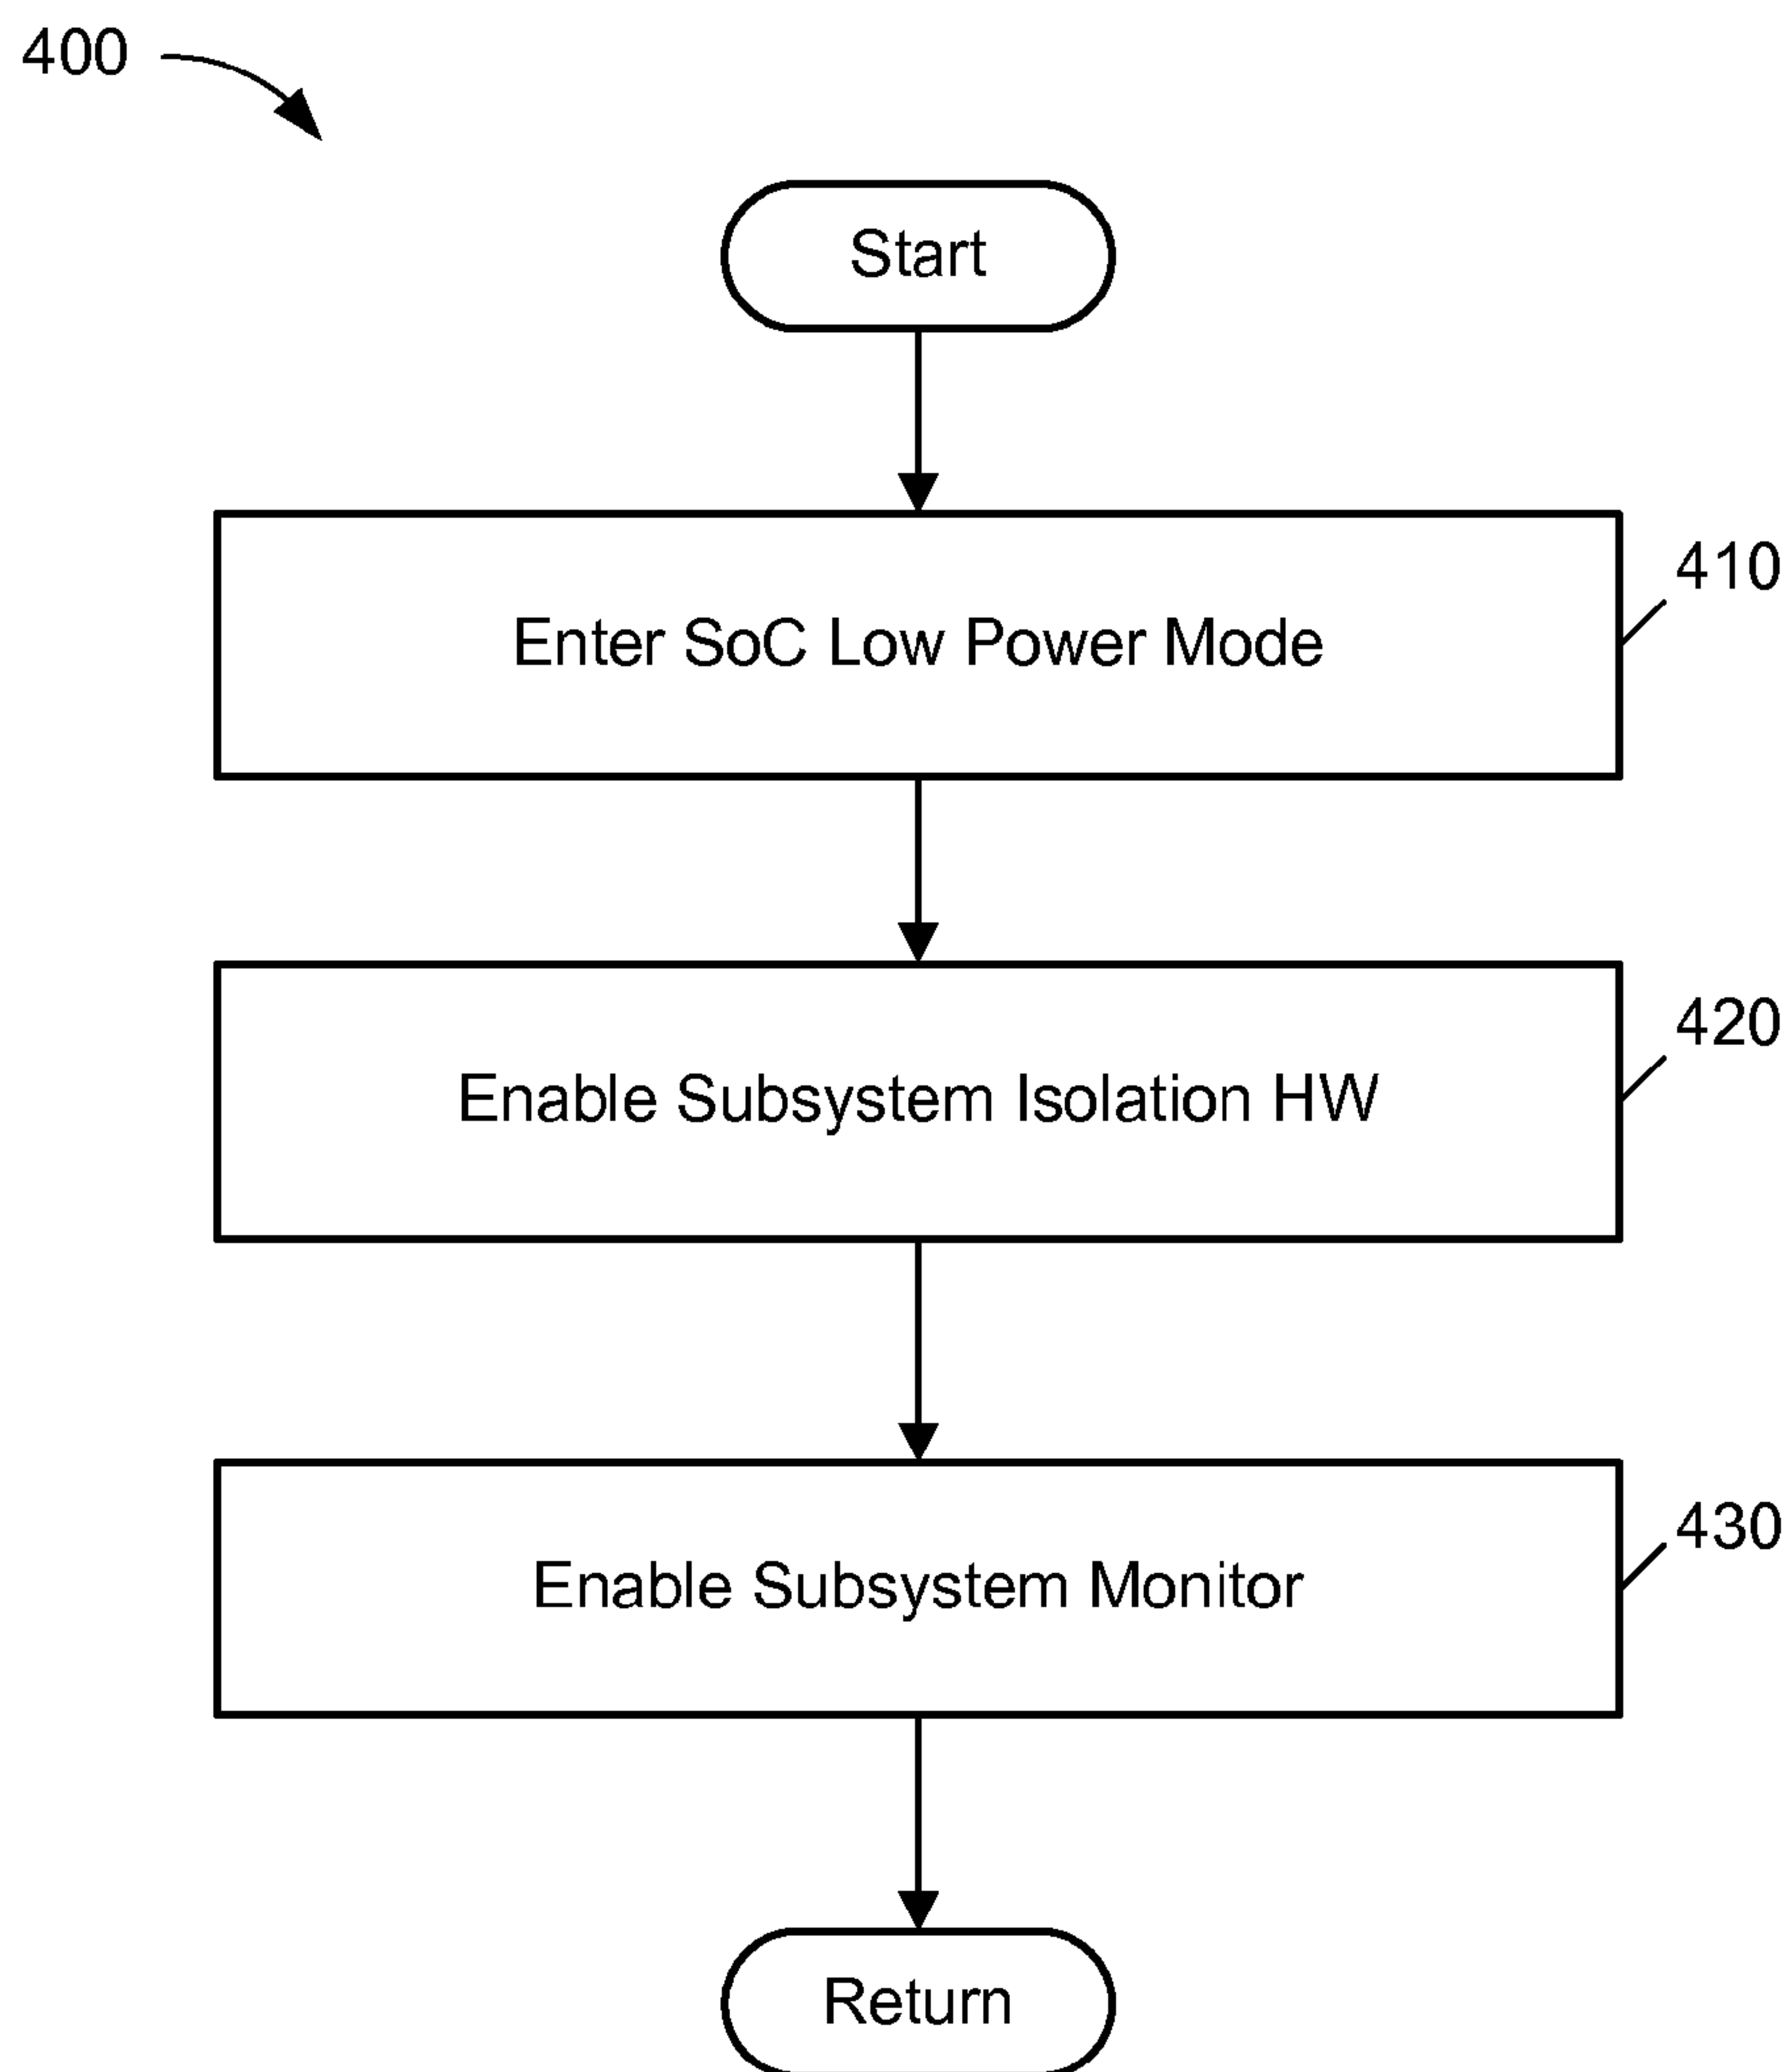 400
Start
410
Enter SoC Low Power Mode
420
Enable Subsystem Isolation HW
430
Enable Subsystem Monitor
Return